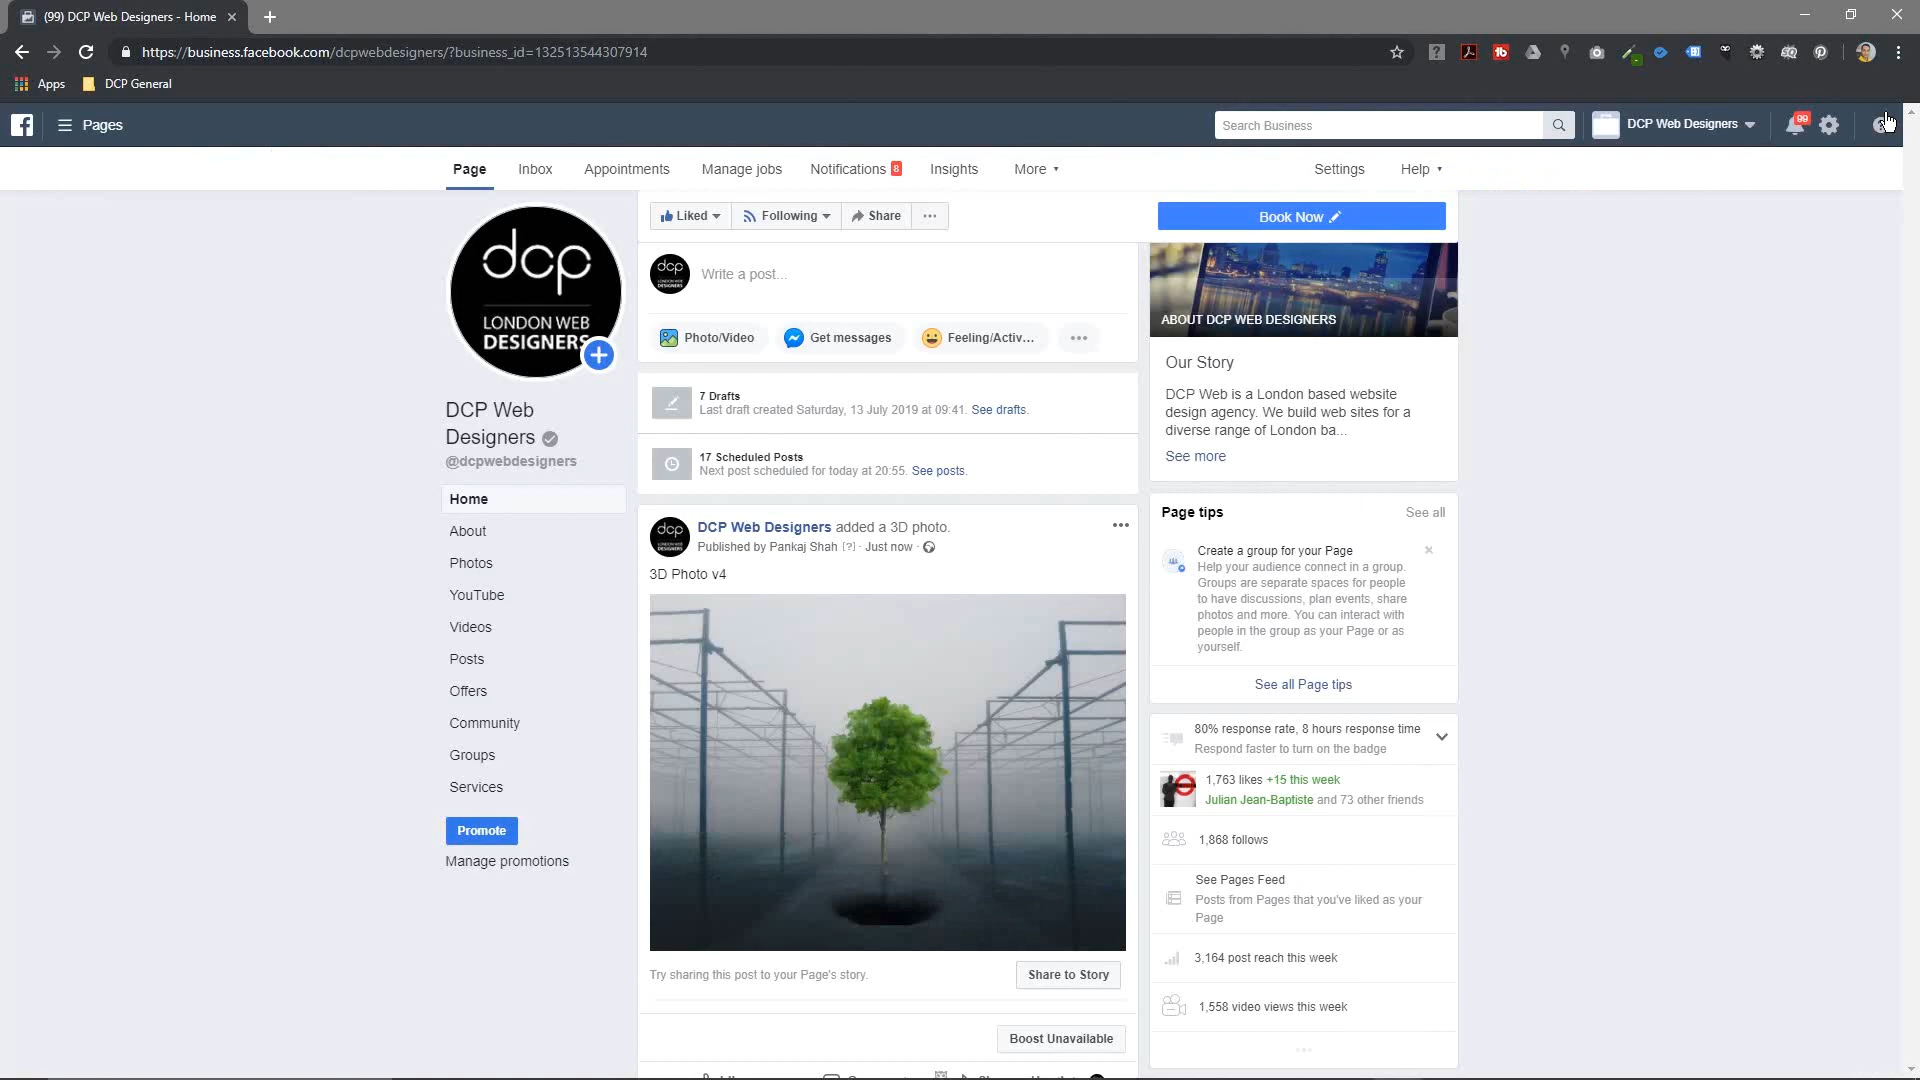 (99) DCP Web Designers - Home
https://business.facebook.com/dcpwebdesigners/?business_id=132513544307914
Apps
DCP General
Pages
Search Business
DCP Web Designers
99
Page
Inbox
Appointments
Manage jobs
Notifications 8
Insights
More
Settings
Help
Liked
Following
Share
Book Now
dcp
LONDON WEB
DESIGNERS
DCP Web
Designers
@dcpwebdesigners
Home
About
Photos
YouTube
Videos
Posts
Offers
Community
Groups
Services
Promote
Manage promotions
Write a post...
Photo/Video
Get messages
Feeling/Activ...
7 Drafts
Last draft created Saturday, 13 July 2019 at 09:41. See drafts.
17 Scheduled Posts
Next post scheduled for today at 20:55. See posts.
DCP Web Designers added a 3D photo.
Published by Pankaj Shah [?] · Just now ·
3D Photo v4
Try sharing this post to your Page's story.
Share to Story
Boost Unavailable
ABOUT DCP WEB DESIGNERS
Our Story
DCP Web is a London based website
design agency. We build web sites for a
diverse range of London ba...
See more
Page tips
See all
Create a group for your Page
Help your audience connect in a group.
Groups are separate spaces for people
to have discussions, plan events, share
photos and more. You can interact with
people in the group as your Page or as
yourself.
See all Page tips
80% response rate, 8 hours response time
Respond faster to turn on the badge
1,763 likes +15 this week
Julian Jean-Baptiste and 73 other friends
1,868 follows
See Pages Feed
Posts from Pages that you've liked as your
Page
3,164 post reach this week
1,558 video views this week